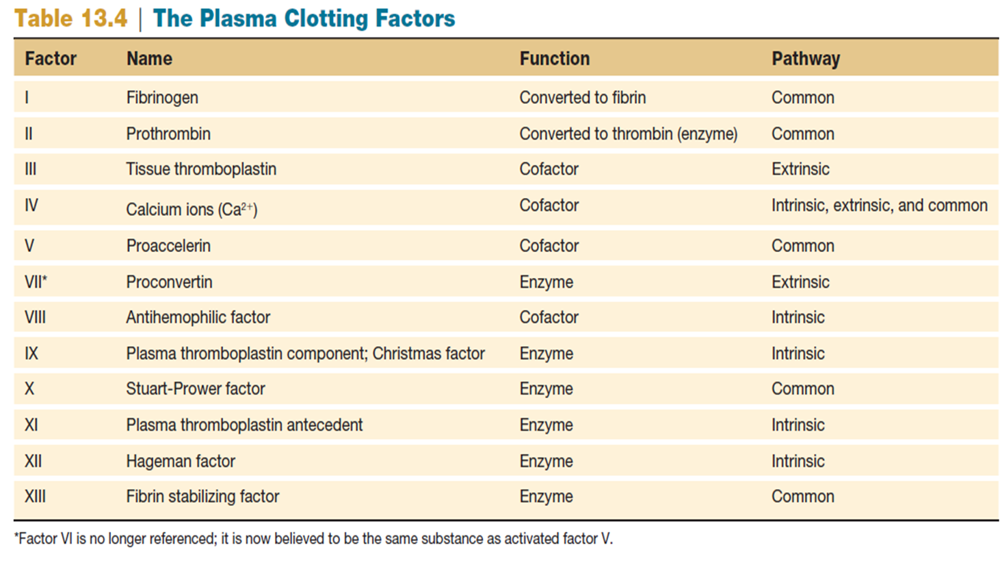 Table 13.4 | The Plasma Clotting Factors
Factor Name Function Pathway
I Fibrinogen Converted to fibrin Common
II Prothrombin Converted to thrombin (enzyme) Common
III Tissue thromboplastin Cofactor Extrinsic
IV Calcium ions (Ca²⁺) Cofactor Intrinsic, extrinsic, and common
V Proaccelerin Cofactor Common
VII* Proconvertin Enzyme Extrinsic
VIII Antihemophilic factor Cofactor Intrinsic
IX Plasma thromboplastin component; Christmas factor Enzyme Intrinsic
X Stuart-Prower factor Enzyme Common
XI Plasma thromboplastin antecedent Enzyme Intrinsic
XII Hageman factor Enzyme Intrinsic
XIII Fibrin stabilizing factor Enzyme Common
*Factor VI is no longer referenced; it is now believed to be the same substance as activated factor V.